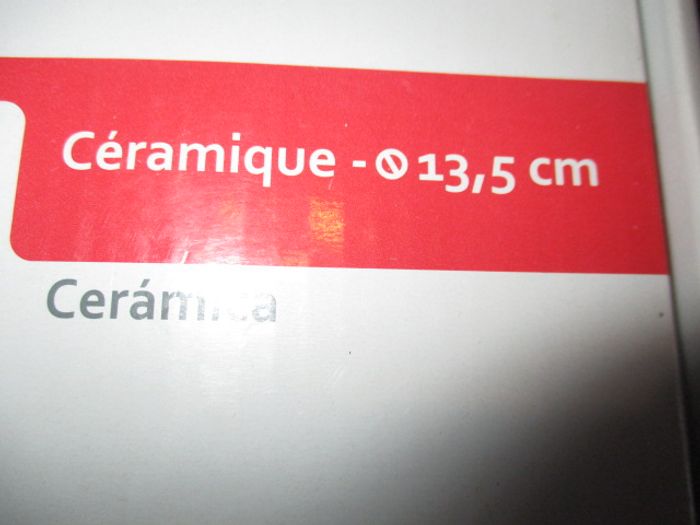 Céramique - ⦰ 13,5 cm
Cerámica